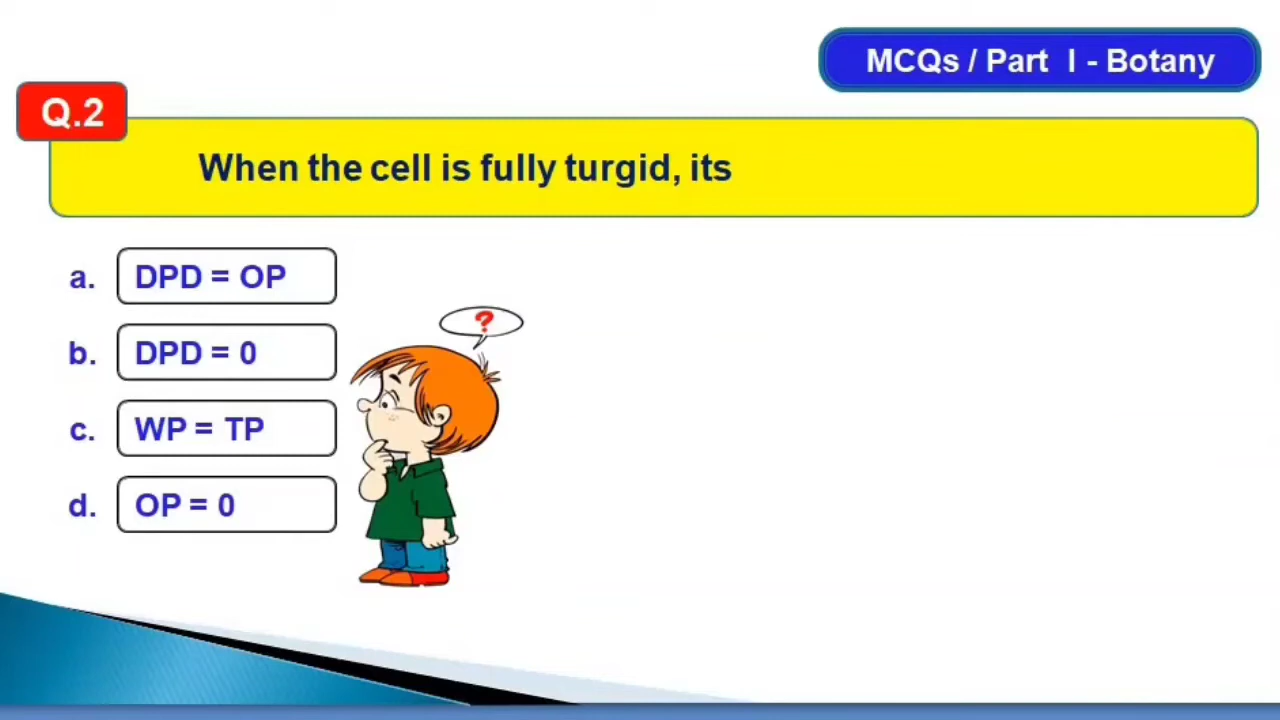 MCQs / Part I - Botany
Q.2
When the cell is fully turgid, its
a. DPD = OP
?
b. DPD = 0
c. WP = TP
d. OP = 0